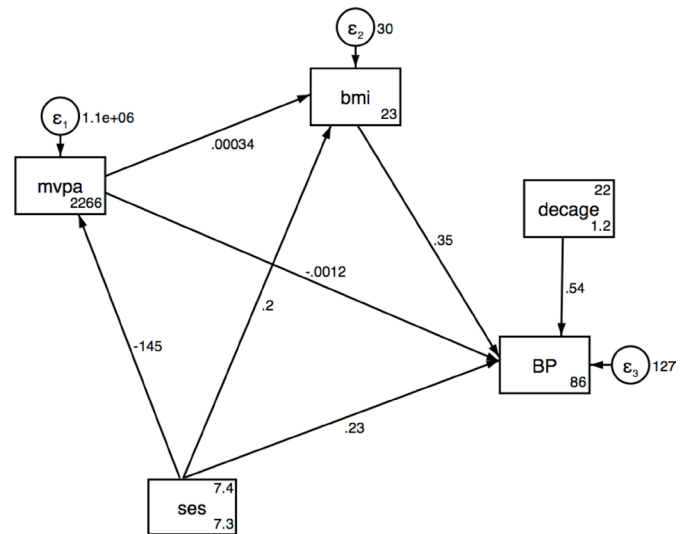 ε2 30
bmi
23
ε1 1.1e+06
.00034
mvpa
2266
22
decage
1.2
.35
-.0012
.54
.2
-145
BP
86
ε3 127
.23
7.4
ses
7.3